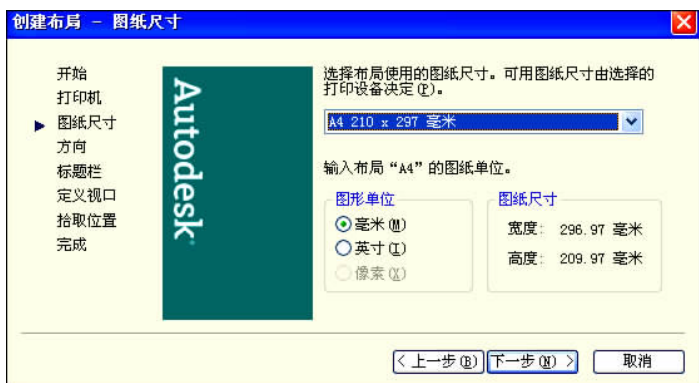 创建布局 - 图纸尺寸
开始
打印机
图纸尺寸
方向
标题栏
定义视口
拾取位置
完成
Autodesk
选择布局使用的图纸尺寸。可用图纸尺寸由选择的
打印设备决定(P)。
A4 210 x 297 毫米
输入布局“A4”的图纸单位。
图形单位
毫米(M)
英寸(I)
像素(X)
图纸尺寸
宽度: 296.97 毫米
高度: 209.97 毫米
< 上一步(B) 下一步(N) > 取消